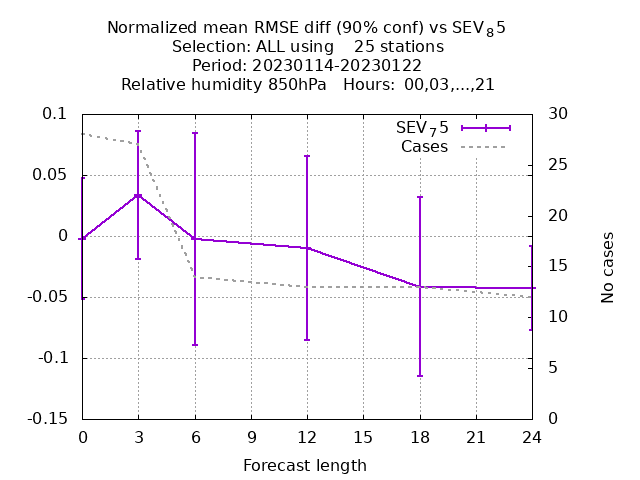 Normalized mean RMSE diff (90% conf) vs SEV₈5
Selection: ALL using    25 stations
Period: 20230114-20230122
Relative humidity 850hPa   Hours: 00,03,...,21
SEV₇5
Cases
0.1
0.05
0
-0.05
-0.1
-0.15
30
25
20
15
10
5
0
No cases
0 3 6 9 12 15 18 21 24
Forecast length